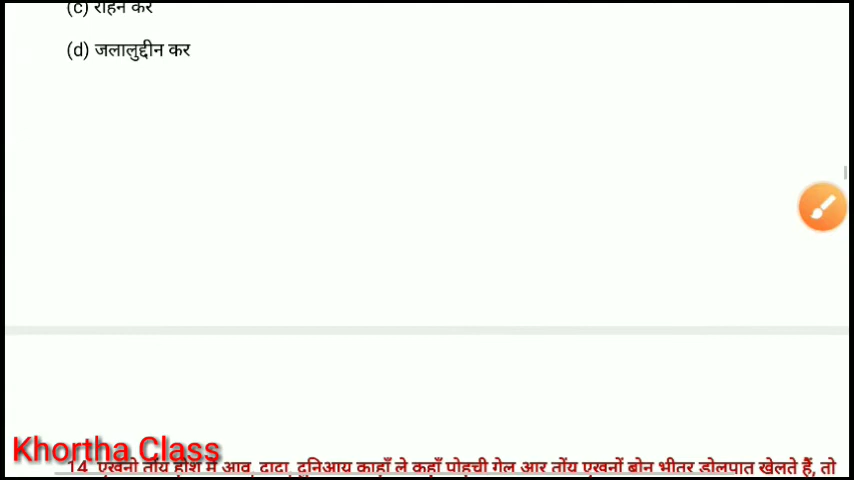 (c) रोहन कर
(d) जलालुद्दीन कर
Khortha Class
14. एखनो तोंय होश में आव, दादा, दुनिआय काहाँ ले कहाँ पोहची गेल आर तोंय एखनों बोन भीतर डोलपात खेलते हैं, तो